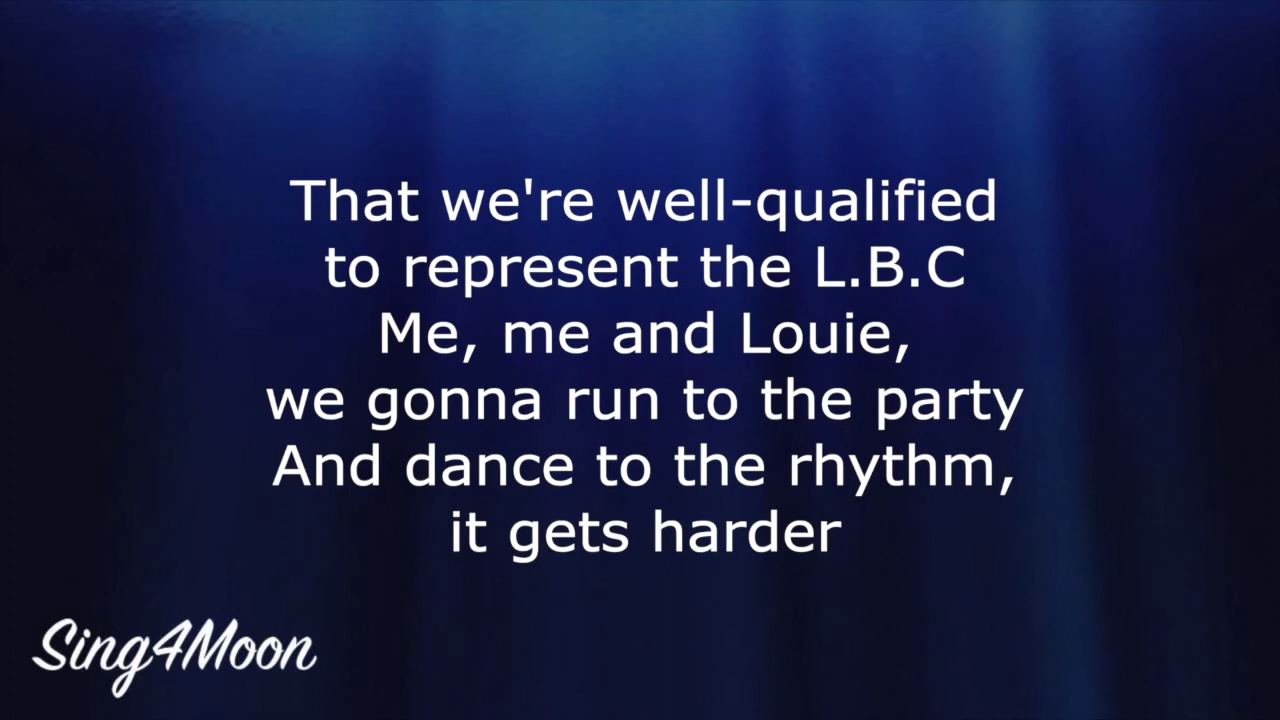 That we're well-qualified
to represent the L.B.C
Me, me and Louie,
we gonna run to the party
And dance to the rhythm,
it gets harder
Sing4Moon